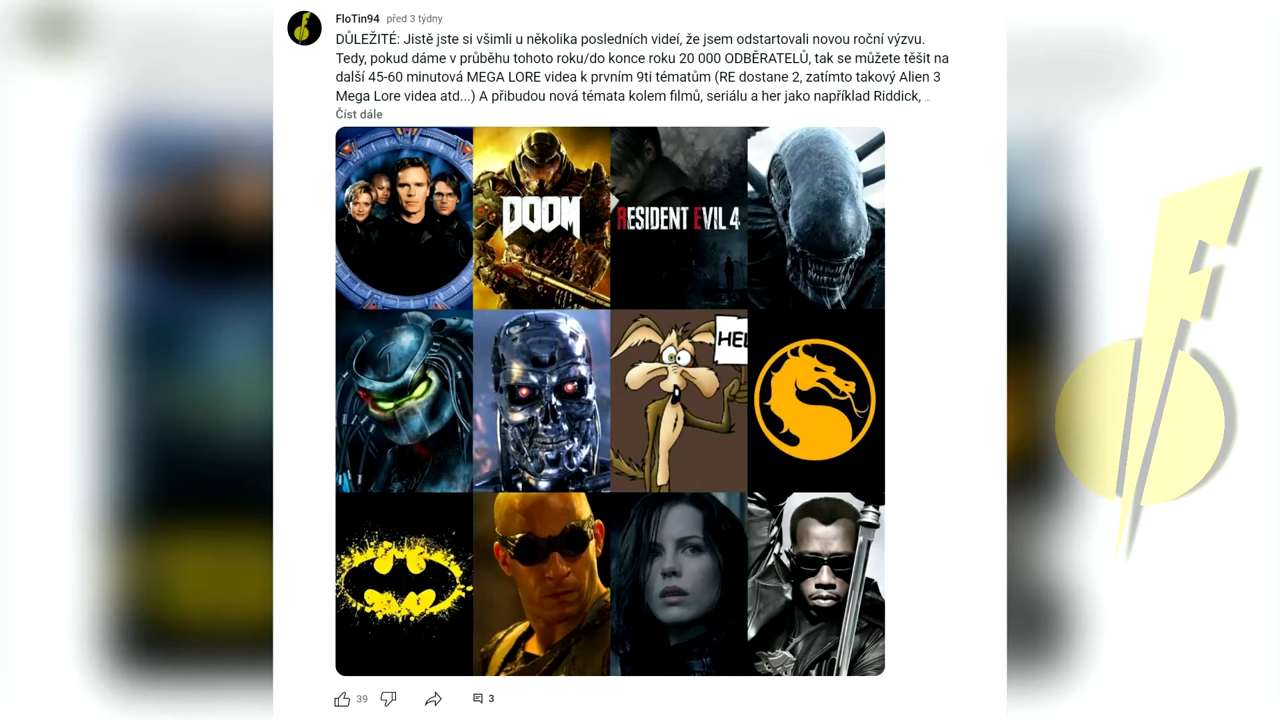 FloTin94 před 3 týdny
DŮLEŽITÉ: Jistě jste si všimli u několika posledních videí, že jsem odstartovali novou roční výzvu.
Tedy, pokud dáme v průběhu tohoto roku/do konce roku 20 000 ODBĚRATELŮ, tak se můžete těšit na
další 45-60 minutová MEGA LORE videa k prvním 9ti tématům (RE dostane 2, zatímto takový Alien 3
Mega Lore videa atd...) A přibudou nová témata kolem filmů, seriálu a her jako například Riddick, ...
Číst dále
DOOM
RESIDENT EVIL 4
HEL
39
3